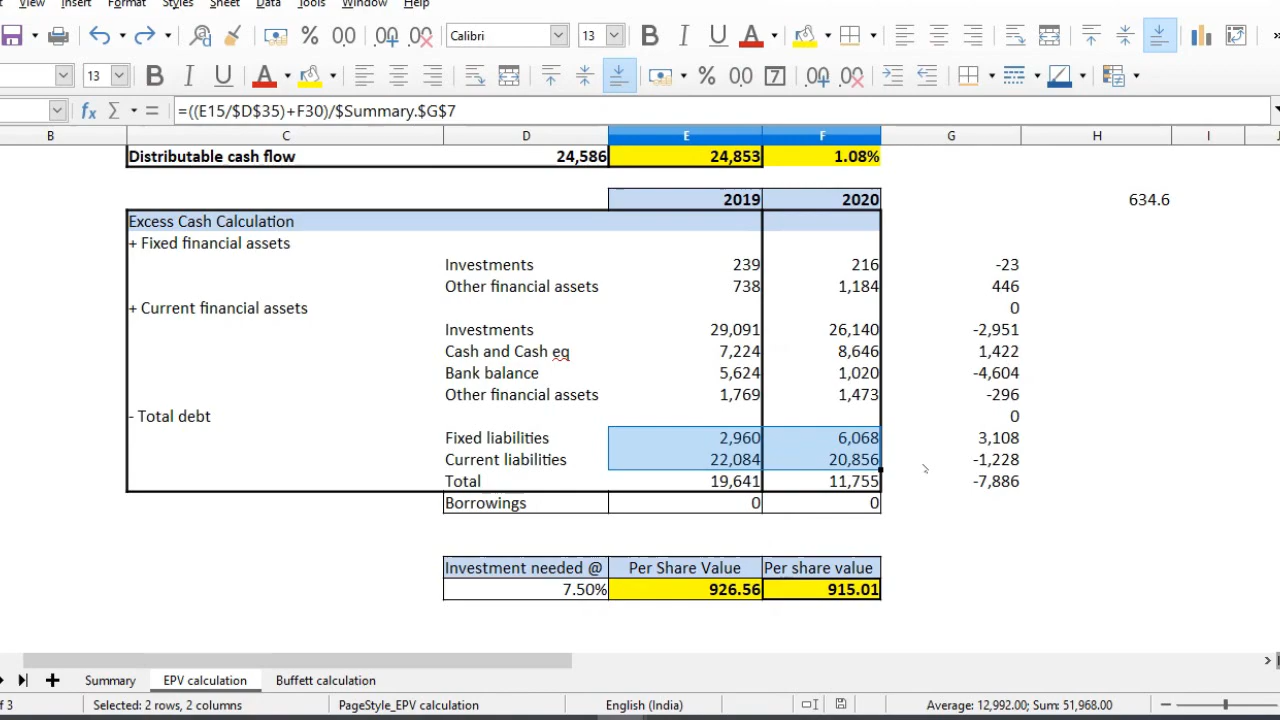 View Insert Format Styles Sheet Data Tools Window Help
Calibri 13
13
=((E15/$D$35)+F30)/$Summary.$G$7
B C D E F G H I J
Distributable cash flow 24,586 24,853 1.08%
2019 2020 634.6
Excess Cash Calculation
+ Fixed financial assets
Investments 239 216 -23
Other financial assets 738 1,184 446
+ Current financial assets 0
Investments 29,091 26,140 -2,951
Cash and Cash eq 7,224 8,646 1,422
Bank balance 5,624 1,020 -4,604
Other financial assets 1,769 1,473 -296
- Total debt 0
Fixed liabilities 2,960 6,068 3,108
Current liabilities 22,084 20,856 -1,228
Total 19,641 11,755 -7,886
Borrowings 0 0
Investment needed @ Per Share Value Per share value
7.50% 926.56 915.01
Summary EPV calculation Buffett calculation
of 3 Selected: 2 rows, 2 columns PageStyle_EPV calculation English (India) Average: 12,992.00; Sum: 51,968.00